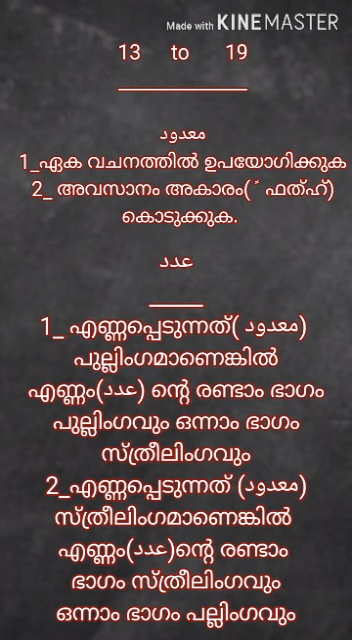 Made with KINEMASTER
13 to 19
معدود
1_ഏക വചനത്തിൽ ഉപയോഗിക്കുക
2_ അവസാനം അകാരം( ً ഫത്ഹ്)
കൊടുക്കുക.
عدد
1_ എണ്ണപ്പെടുന്നത്( معدود)
പുല്ലിംഗമാണെങ്കിൽ
എണ്ണം(عدد) ന്റെ രണ്ടാം ഭാഗം
പുല്ലിംഗവും ഒന്നാം ഭാഗം
സ്ത്രീലിംഗവും
2_എണ്ണപ്പെടുന്നത് (معدود)
സ്ത്രീലിംഗമാണെങ്കിൽ
എണ്ണം(عدد)ന്റെ രണ്ടാം
ഭാഗം സ്ത്രീലിംഗവും
ഒന്നാം ഭാഗം പല്ലിംഗവും